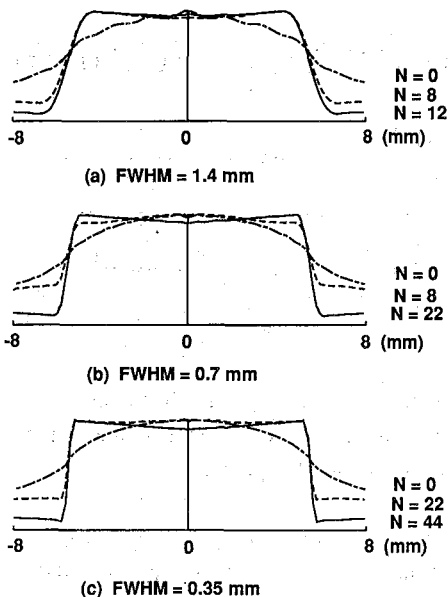 N = 0
N = 8
N = 12
-8 0 8 (mm)
(a) FWHM = 1.4 mm
N = 0
N = 8
N = 22
-8 0 8 (mm)
(b) FWHM = 0.7 mm
N = 0
N = 22
N = 44
-8 0 8 (mm)
(c) FWHM = 0.35 mm